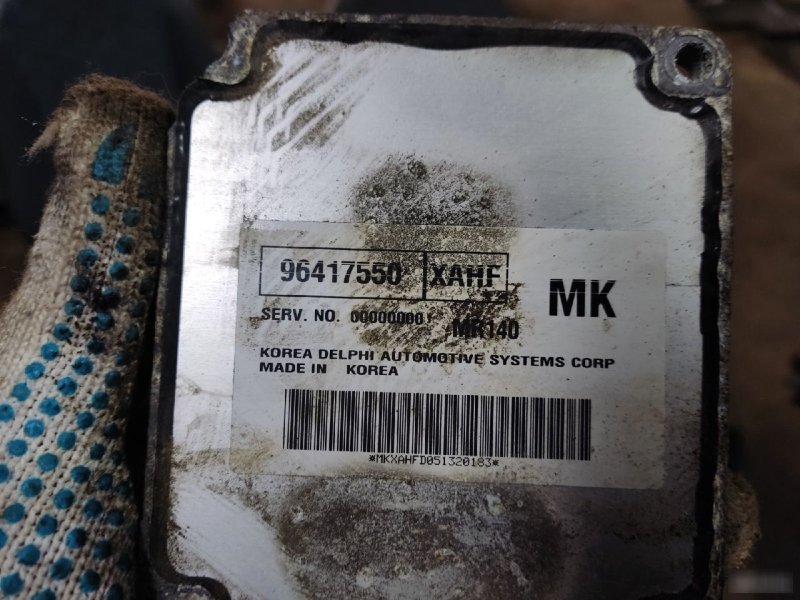 96417550 XAHF
MK
SERV. NO. 00000000 MR140
KOREA DELPHI AUTOMOTIVE SYSTEMS CORP
MADE IN KOREA
*MKXAHFD051320183*